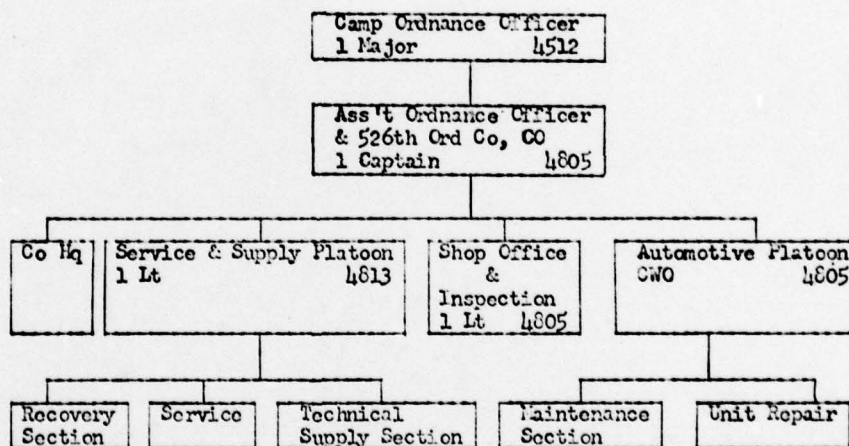 Camp Ordnance Officer
1 Major 4512
Ass't Ordnance Officer
& 526th Ord Co, CO
1 Captain 4805
Co Hq
Service & Supply Platoon
1 Lt 4813
Shop Office
&
Inspection
1 Lt 4805
Automotive Platoon
CWO 4805
Recovery
Section
Service
Technical
Supply Section
Maintenance
Section
Unit Repair